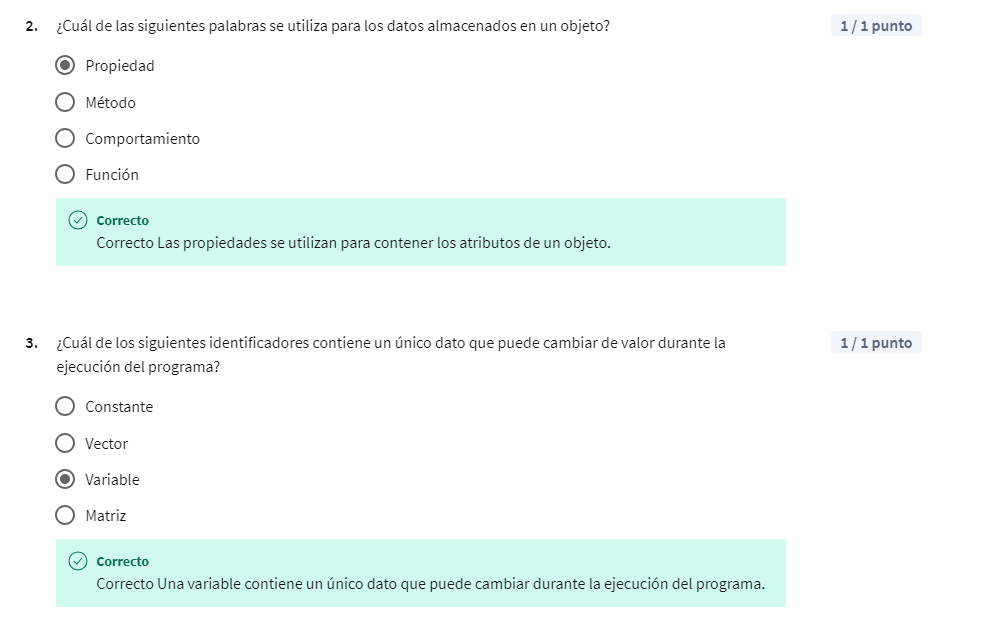 2. ¿Cuál de las siguientes palabras se utiliza para los datos almacenados en un objeto? 1 / 1 punto
Propiedad
Método
Comportamiento
Función
Correcto
Correcto Las propiedades se utilizan para contener los atributos de un objeto.
3. ¿Cuál de los siguientes identificadores contiene un único dato que puede cambiar de valor durante la 1 / 1 punto
ejecución del programa?
Constante
Vector
Variable
Matriz
Correcto
Correcto Una variable contiene un único dato que puede cambiar durante la ejecución del programa.